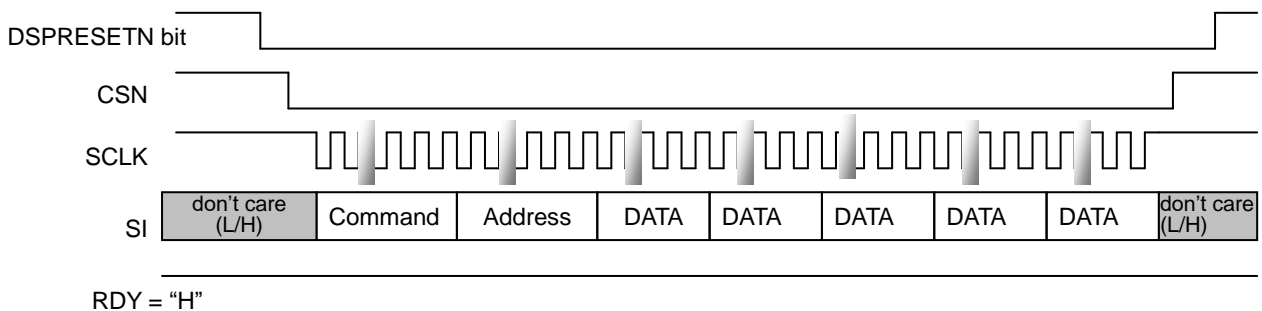 DSPRESETN bit
CSN
SCLK
SI
don't care
(L/H)
Command
Address
DATA
DATA
DATA
DATA
DATA
don't care
(L/H)
RDY = “H”